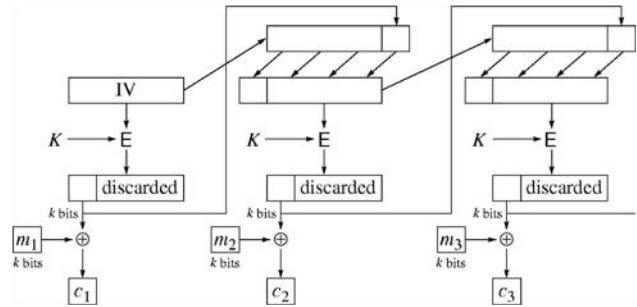 IV
K E K E K E
discarded discarded discarded
k bits k bits k bits
m1 ⊕ m2 ⊕ m3 ⊕
k bits k bits k bits
c1 c2 c3